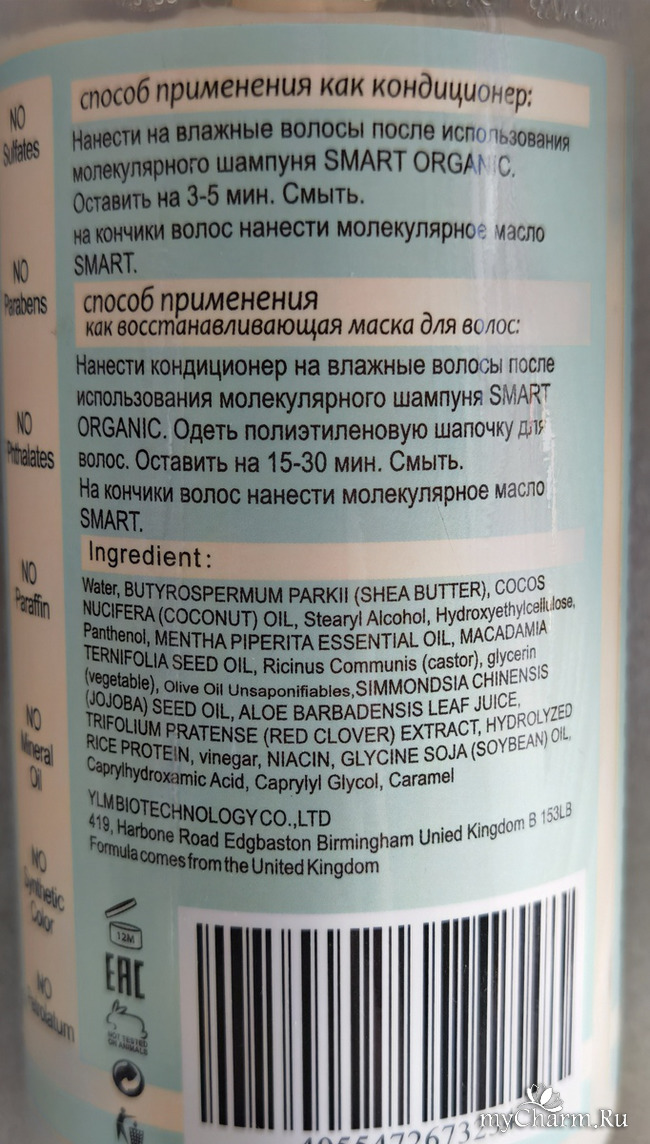 способ применения как кондиционер:
Нанести на влажные волосы после использования
молекулярного шампуня SMART ORGANIC.
Оставить на 3-5 мин. Смыть.
на кончики волос нанести молекулярное масло
SMART.
способ применения
как восстанавливающая маска для волос:
Нанести кондиционер на влажные волосы после
использования молекулярного шампуня SMART
ORGANIC. Одеть полиэтиленовую шапочку для
волос. Оставить на 15-30 мин. Смыть.
На кончики волос нанести молекулярное масло
SMART.
Ingredient:
Water, BUTYROSPERMUM PARKII (SHEA BUTTER), COCOS
NUCIFERA (COCONUT) OIL, Stearyl Alcohol, Hydroxyethylcellulose,
Panthenol, MENTHA PIPERITA ESSENTIAL OIL, MACADAMIA
TERNIFOLIA SEED OIL, Ricinus Communis (castor), glycerin
(vegetable), Olive Oil Unsaponifiables, SIMMONDSIA CHINENSIS
(JOJOBA) SEED OIL, ALOE BARBADENSIS LEAF JUICE,
TRIFOLIUM PRATENSE (RED CLOVER) EXTRACT, HYDROLYZED
RICE PROTEIN, vinegar, NIACIN, GLYCINE SOJA (SOYBEAN) OIL,
Caprylhydroxamic Acid, Caprylyl Glycol, Caramel
YLM BIOTECHNOLOGY CO.,LTD
419, Harbone Road Edgbaston Birmingham Unied Kingdom B 153LB
Formula comes from the United Kingdom
NO
Sulfates
NO
Parabens
NO
Phthalates
NO
Paraffin
NO
Mineral
Oil
NO
Synthetic
Color
NO
12M
EAC
NOT TESTED
ON ANIMALS
myCharm.Ru